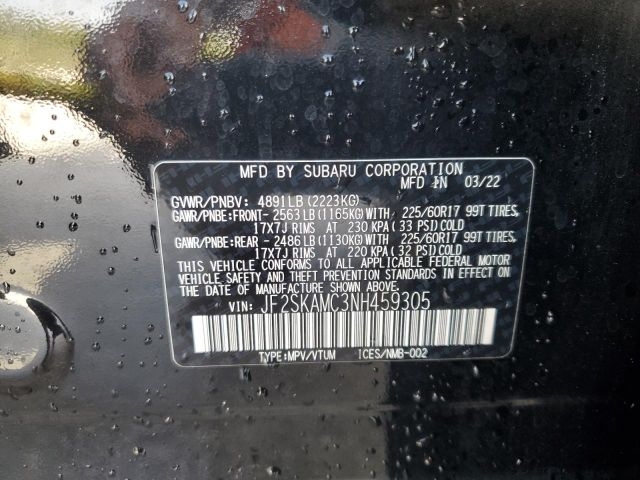 MFD BY SUBARU CORPORATION
MFD IN 03/22
GVWR/PNBV: 4891LB (2223KG)
GAWR/PNBE:FRONT- 2563LB(1165KG)WITH 225/60R17 99T TIRES,
17X7J RIMS AT 230 KPA (33 PSI)COLD
GAWR/PNBE:REAR - 2486LB(1130KG)WITH 225/60R17 99T TIRES,
17X7J RIMS AT 220 KPA (32 PSI)COLD
THIS VEHICLE CONFORMS TO ALL APPLICABLE FEDERAL MOTOR
VEHICLE SAFETY AND THEFT PREVENTION STANDARDS IN EFFECT ON
THE DATE OF MANUFACTURE SHOWN ABOVE.
VIN: JF2SKAMC3NH459305
TYPE:MPV/VTUM ICES/NMB-002